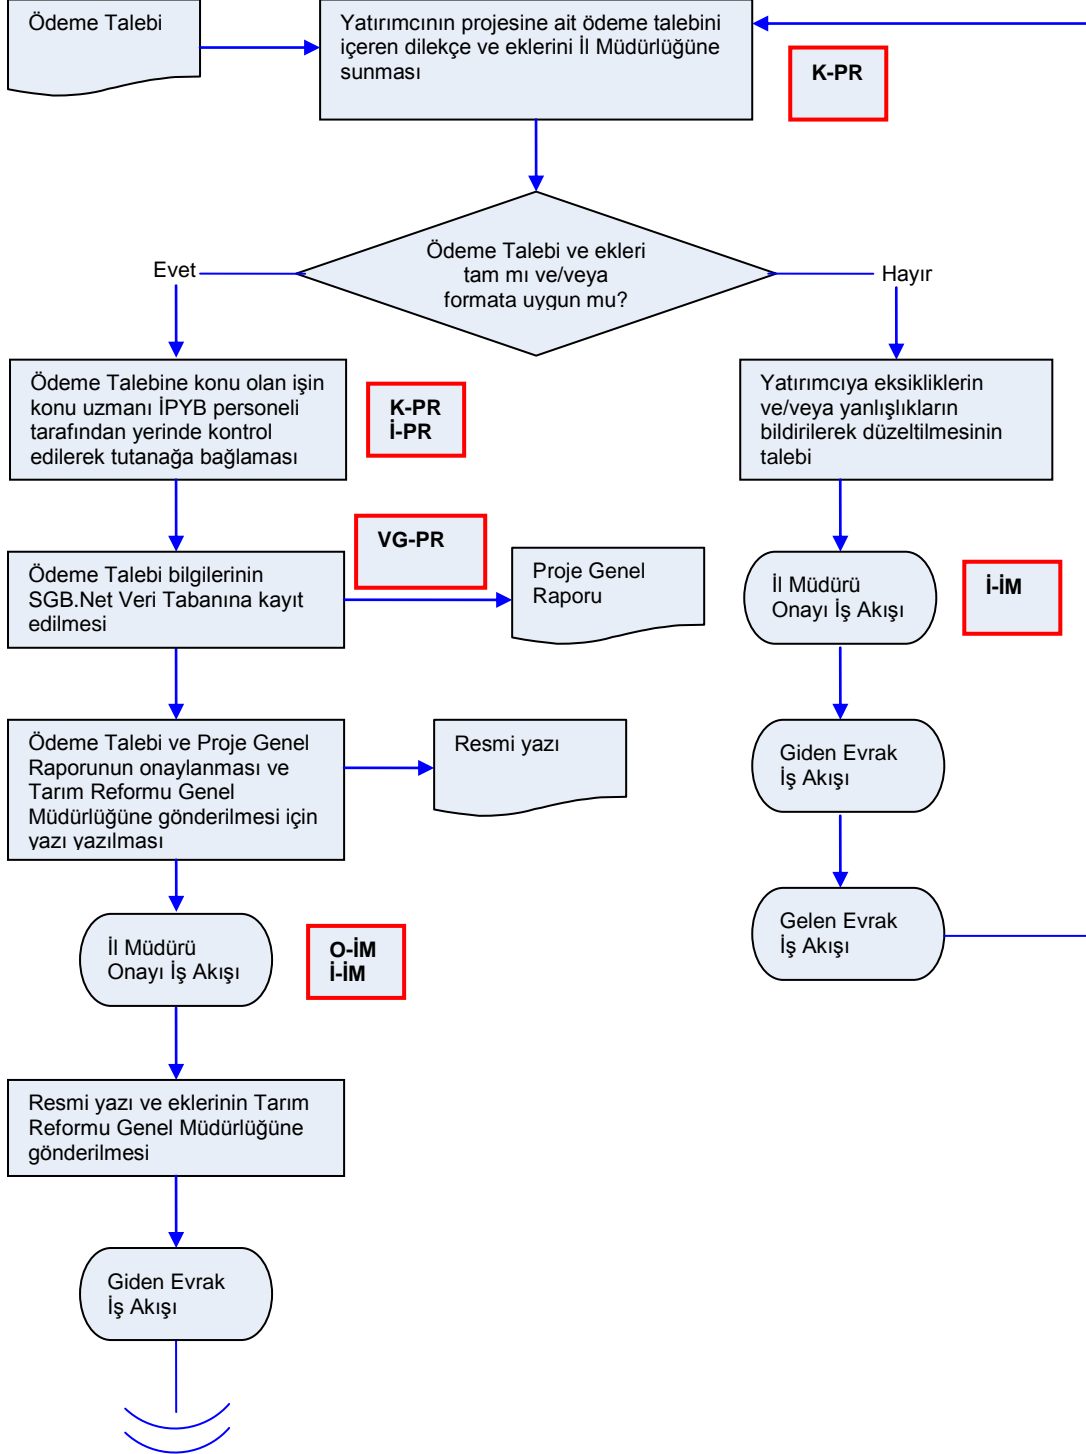 Ödeme Talebi
Yatırımcının projesine ait ödeme talebini
içeren dilekçe ve eklerini İl Müdürlüğüne
sunması
K-PR
Ödeme Talebi ve ekleri
tam mı ve/veya
formata uygun mu?
Evet
Hayır
Ödeme Talebine konu olan işin
konu uzmanı İPYB personeli
tarafından yerinde kontrol
edilerek tutanağa bağlaması
K-PR
İ-PR
Yatırımcıya eksikliklerin
ve/veya yanlışlıkların
bildirilerek düzeltilmesinin
talebi
VG-PR
Ödeme Talebi bilgilerinin
SGB.Net Veri Tabanına kayıt
edilmesi
Proje Genel
Raporu
İl Müdürü
Onayı İş Akışı
İ-İM
Ödeme Talebi ve Proje Genel
Raporunun onaylanması ve
Tarım Reformu Genel
Müdürlüğüne gönderilmesi için
yazı yazılması
Resmi yazı
Giden Evrak
İş Akışı
İl Müdürü
Onayı İş Akışı
O-İM
İ-İM
Gelen Evrak
İş Akışı
Resmi yazı ve eklerinin Tarım
Reformu Genel Müdürlüğüne
gönderilmesi
Giden Evrak
İş Akışı